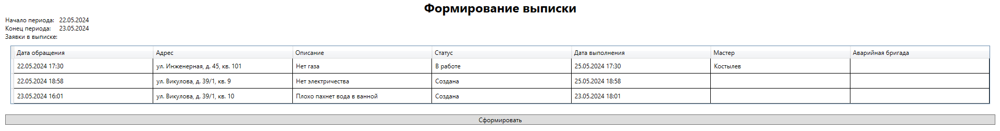 Формирование выписки
Начало периода: 22.05.2024
Конец периода: 23.05.2024
Заявки в выписке:
Дата обращения Адрес Описание Статус Дата выполнения Мастер Аварийная бригада
22.05.2024 17:30 ул. Инженерная, д. 45, кв. 101 Нет газа В работе 25.05.2024 17:30 Костылев
22.05.2024 18:58 ул. Викулова, д. 39/1, кв. 9 Нет электричества Создана 25.05.2024 18:58
23.05.2024 16:01 ул. Викулова, д. 39/1, кв. 10 Плохо пахнет вода в ванной Создана 23.05.2024 18:01
Сформировать